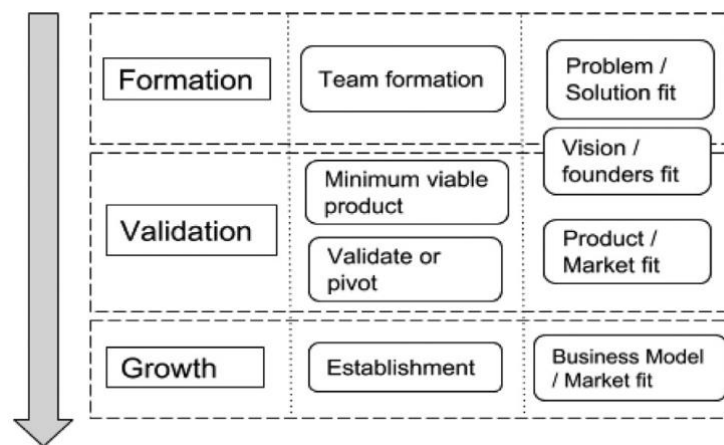 Formation
Team formation
Problem /
Solution fit
Vision /
founders fit
Validation
Minimum viable
product
Validate or
pivot
Product /
Market fit
Growth
Establishment
Business Model
/ Market fit